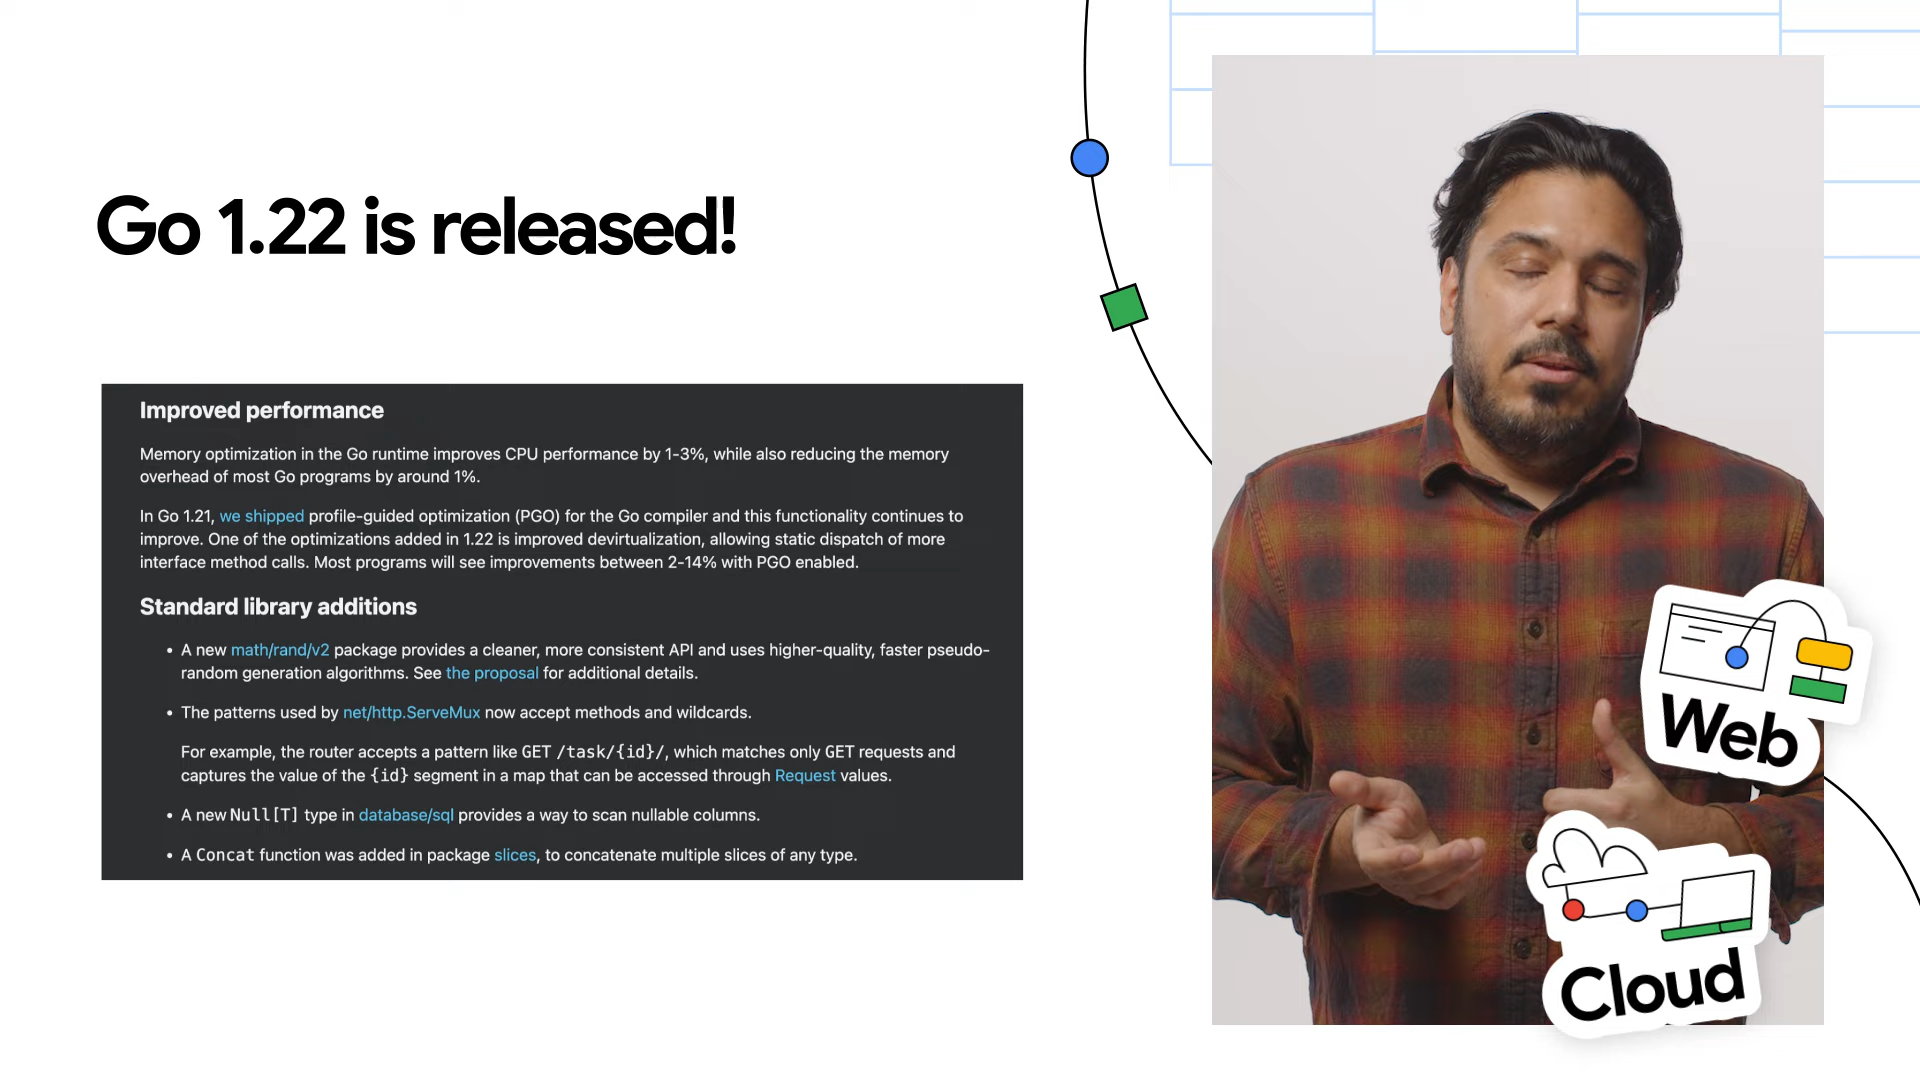 Go 1.22 is released!
Improved performance
Memory optimization in the Go runtime improves CPU performance by 1-3%, while also reducing the memory
overhead of most Go programs by around 1%.
In Go 1.21, we shipped profile-guided optimization (PGO) for the Go compiler and this functionality continues to
improve. One of the optimizations added in 1.22 is improved devirtualization, allowing static dispatch of more
interface method calls. Most programs will see improvements between 2-14% with PGO enabled.
Standard library additions
• A new math/rand/v2 package provides a cleaner, more consistent API and uses higher-quality, faster pseudo-
random generation algorithms. See the proposal for additional details.
• The patterns used by net/http.ServeMux now accept methods and wildcards.
For example, the router accepts a pattern like GET /task/{id}/, which matches only GET requests and
captures the value of the {id} segment in a map that can be accessed through Request values.
• A new Null[T] type in database/sql provides a way to scan nullable columns.
• A Concat function was added in package slices, to concatenate multiple slices of any type.
Web
Cloud